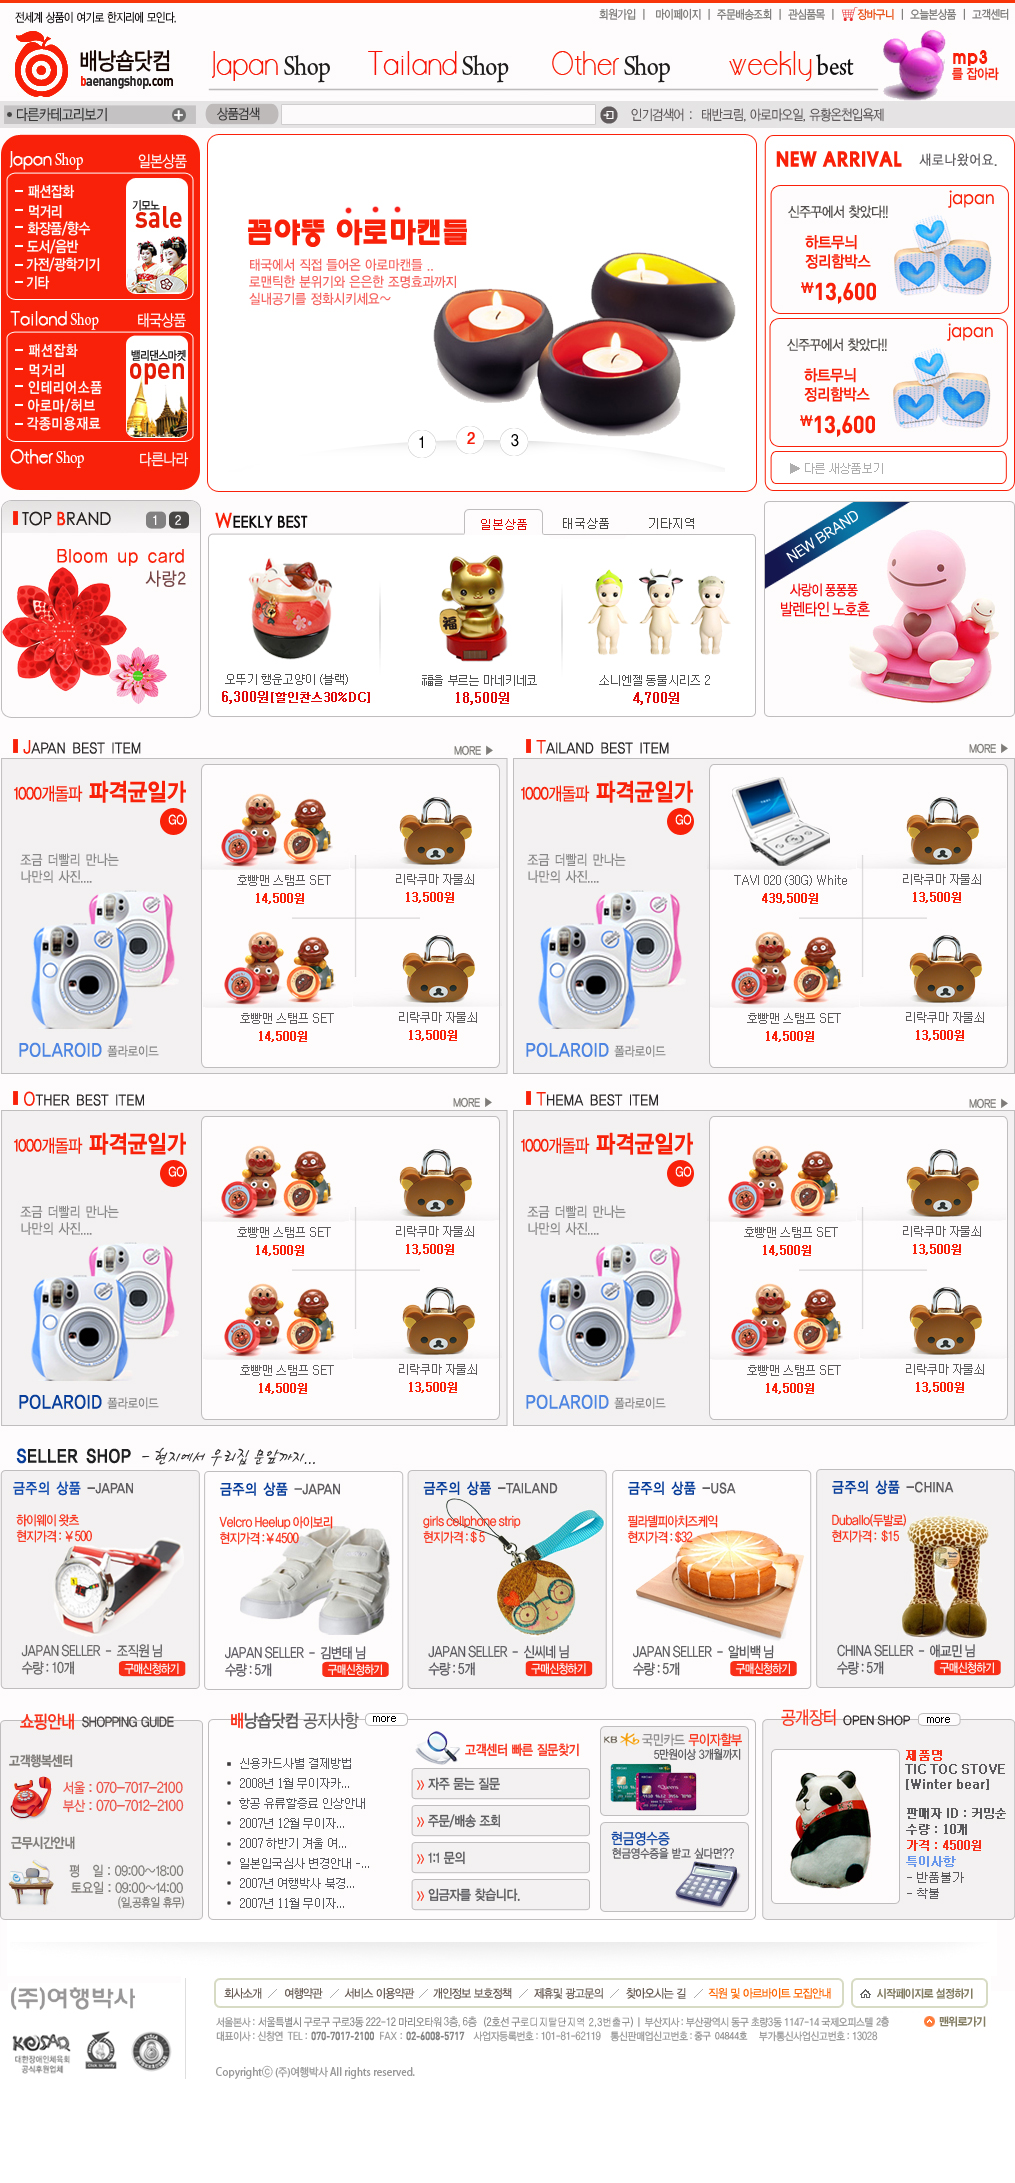 전세계 상품이 여기로 한지리에 모인다.
회원가입 | 마이페이지 | 주문배송조회 | 관심품목 | 장바구니 | 오늘본상품 | 고객센터
배낭숍닷컴
baenangshop.com
Japan Shop
Tailand Shop
Other Shop
weekly best
mp3
를 잡아라
• 다른카테고리보기
상품검색
인기검색어 : 태반크림, 아로마오일, 유황온천입욕제
Japan Shop 일본상품
- 패션잡화
- 먹거리
- 화장품/향수
- 도서/음반
- 가전/광학기기
- 기타
기모노
sale
Tailand Shop 태국상품
- 패션잡화
- 먹거리
- 인테리어소품
- 아로마/허브
- 각종미용재료
밸리댄스마켓
open
Other Shop 다른나라
꼼야뚱 아로마캔들
태국에서 직접 들어온 아로마캔들 ..
로맨틱한 분위기와 은은한 조명효과까지
실내공기를 정화시키세요~
1 2 3
NEW ARRIVAL 새로나왔어요.
japan
신주꾸에서 찾았다!!
하트무늬
정리함박스
₩13,600
japan
신주꾸에서 찾았다!!
하트무늬
정리함박스
₩13,600
▶ 다른 새상품보기
TOP BRAND 1 2
Bloom up card
사랑2
WEEKLY BEST
일본상품 태국상품 기타지역
오뚜기 행운고양이 (블랙)
6,300원[할인찬스30%DC]
福
福을 부르는 마네키네코
18,500원
소니엔젤 동물시리즈 2
4,700원
NEW BRAND
사랑이 퐁퐁퐁
발렌타인 노호혼
JAPAN BEST ITEM MORE ▶
1000개돌파 파격균일가
GO
조금 더빨리 만나는
나만의 사진....
POLAROID 폴라로이드
호빵맨 스탬프 SET
14,500원
리락쿠마 자물쇠
13,500원
호빵맨 스탬프 SET
14,500원
리락쿠마 자물쇠
13,500원
TAILAND BEST ITEM MORE ▶
1000개돌파 파격균일가
GO
조금 더빨리 만나는
나만의 사진....
POLAROID 폴라로이드
TAVI 020 (30G) White
439,500원
리락쿠마 자물쇠
13,500원
호빵맨 스탬프 SET
14,500원
리락쿠마 자물쇠
13,500원
OTHER BEST ITEM MORE ▶
1000개돌파 파격균일가
GO
조금 더빨리 만나는
나만의 사진....
POLAROID 폴라로이드
호빵맨 스탬프 SET
14,500원
리락쿠마 자물쇠
13,500원
호빵맨 스탬프 SET
14,500원
리락쿠마 자물쇠
13,500원
THEMA BEST ITEM MORE ▶
1000개돌파 파격균일가
GO
조금 더빨리 만나는
나만의 사진....
POLAROID 폴라로이드
호빵맨 스탬프 SET
14,500원
리락쿠마 자물쇠
13,500원
호빵맨 스탬프 SET
14,500원
리락쿠마 자물쇠
13,500원
SELLER SHOP - 현지에서 우리집 문앞까지...
금주의 상품 -JAPAN
하이웨이 왓츠
현지가격 : ￥500
JAPAN SELLER - 조직원 님
수량 : 10개
구매신청하기
금주의 상품 -JAPAN
Velcro Heelup 아이보리
현지가격 : ￥4500
JAPAN SELLER - 김변태 님
수량 : 5개
구매신청하기
금주의 상품 -TAILAND
girls cellphone strip
현지가격 : $ 5
JAPAN SELLER - 신씨네 님
수량 : 5개
구매신청하기
금주의 상품 -USA
필라델피아치즈케익
현지가격 : $32
JAPAN SELLER - 알비백 님
수량 : 5개
구매신청하기
금주의 상품 -CHINA
Duballo(두발로)
현지가격 : $15
CHINA SELLER - 애교민 님
수량 : 5개
구매신청하기
쇼핑안내 SHOPPING GUIDE
고객행복센터
서울 : 070-7017-2100
부산 : 070-7012-2100
근무시간안내
평 일 : 09:00~18:00
토요일 : 09:00~14:00
(일,공휴일 휴무)
배낭숍닷컴 공지사항 more
• 신용카드사별 결제방법
• 2008년 1월 무이자카...
• 항공 유류할증료 인상안내
• 2007년 12월 무이자...
• 2007 하반기 겨울 여...
• 일본입국심사 변경안내 -...
• 2007년 여행박사 북경...
• 2007년 11월 무이자...
고객센터 빠른 질문찾기
» 자주 묻는 질문
» 주문/배송 조회
» 1:1 문의
» 입금자를 찾습니다.
KB 국민카드 무이자할부
5만원이상 3개월까지
현금영수증
현금영수증을 받고 싶다면??
공개장터 OPEN SHOP more
제품명
TIC TOC STOVE
[Winter bear]
판매자 ID : 커밍순
수량 : 10개
가격 : 4500원
특이사항
- 반품불가
- 착불
(주)여행박사
KOSAD
대한장애인체육회
공식후원업체
회사소개 / 여행약관 / 서비스 이용약관 / 개인정보 보호정책 / 제휴및 광고문의 / 찾아오시는 길 / 직원 및 아르바이트 모집안내
시작페이지로 설정하기
서울본사 : 서울특별시 구로구 구로3동 222-12 마리오타워 3층, 6층 (2호선 구로디지탈단지역 2,3번출구) | 부산지사 : 부산광역시 동구 초량3동 1147-14 국제오피스텔 2층
맨위로가기
대표이사 : 신창연 TEL : 070-7017-2100 FAX : 02-6008-5717 사업자등록번호 : 101-81-62119 통신판매업신고번호 : 중구 04844호 부가통신사업신고번호 : 13028
Copyrightⓒ (주)여행박사 All rights reserved.